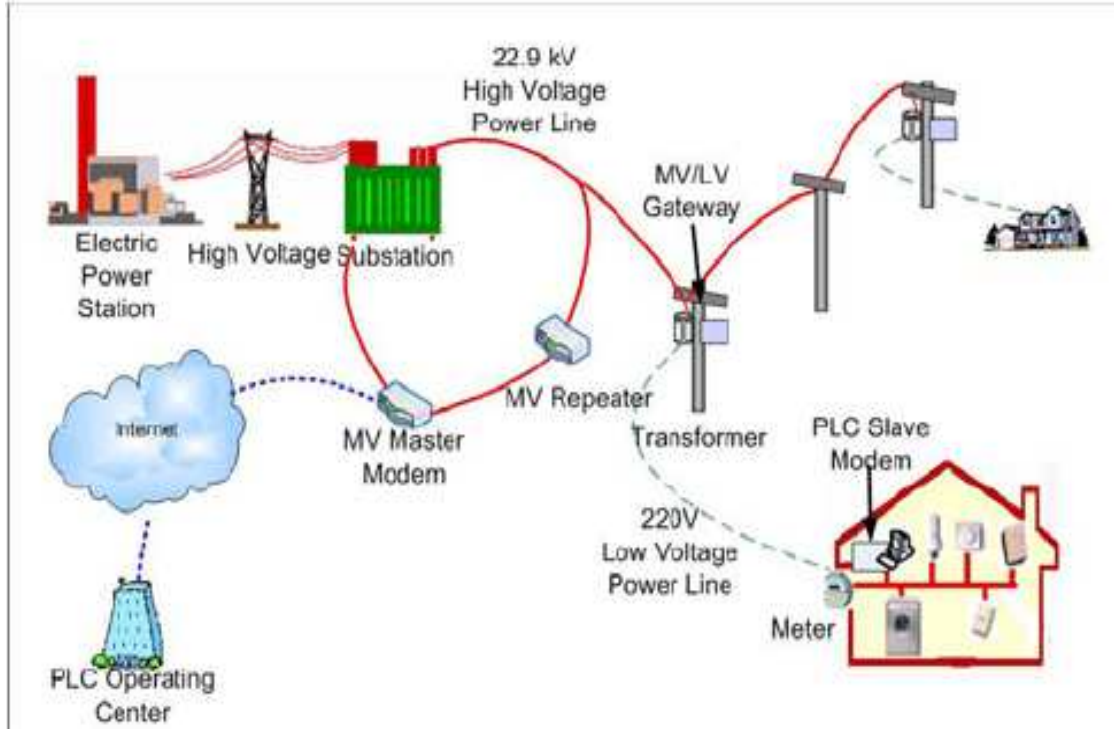 22.9 kV
High Voltage
Power Line
MV/LV
Gateway
Electric
Power
Station
High Voltage
Substation
Internet
MV Master
Modem
MV Repeater
Transformer
PLC Slave
Modem
220V
Low Voltage
Power Line
Meter
PLC Operating
Center